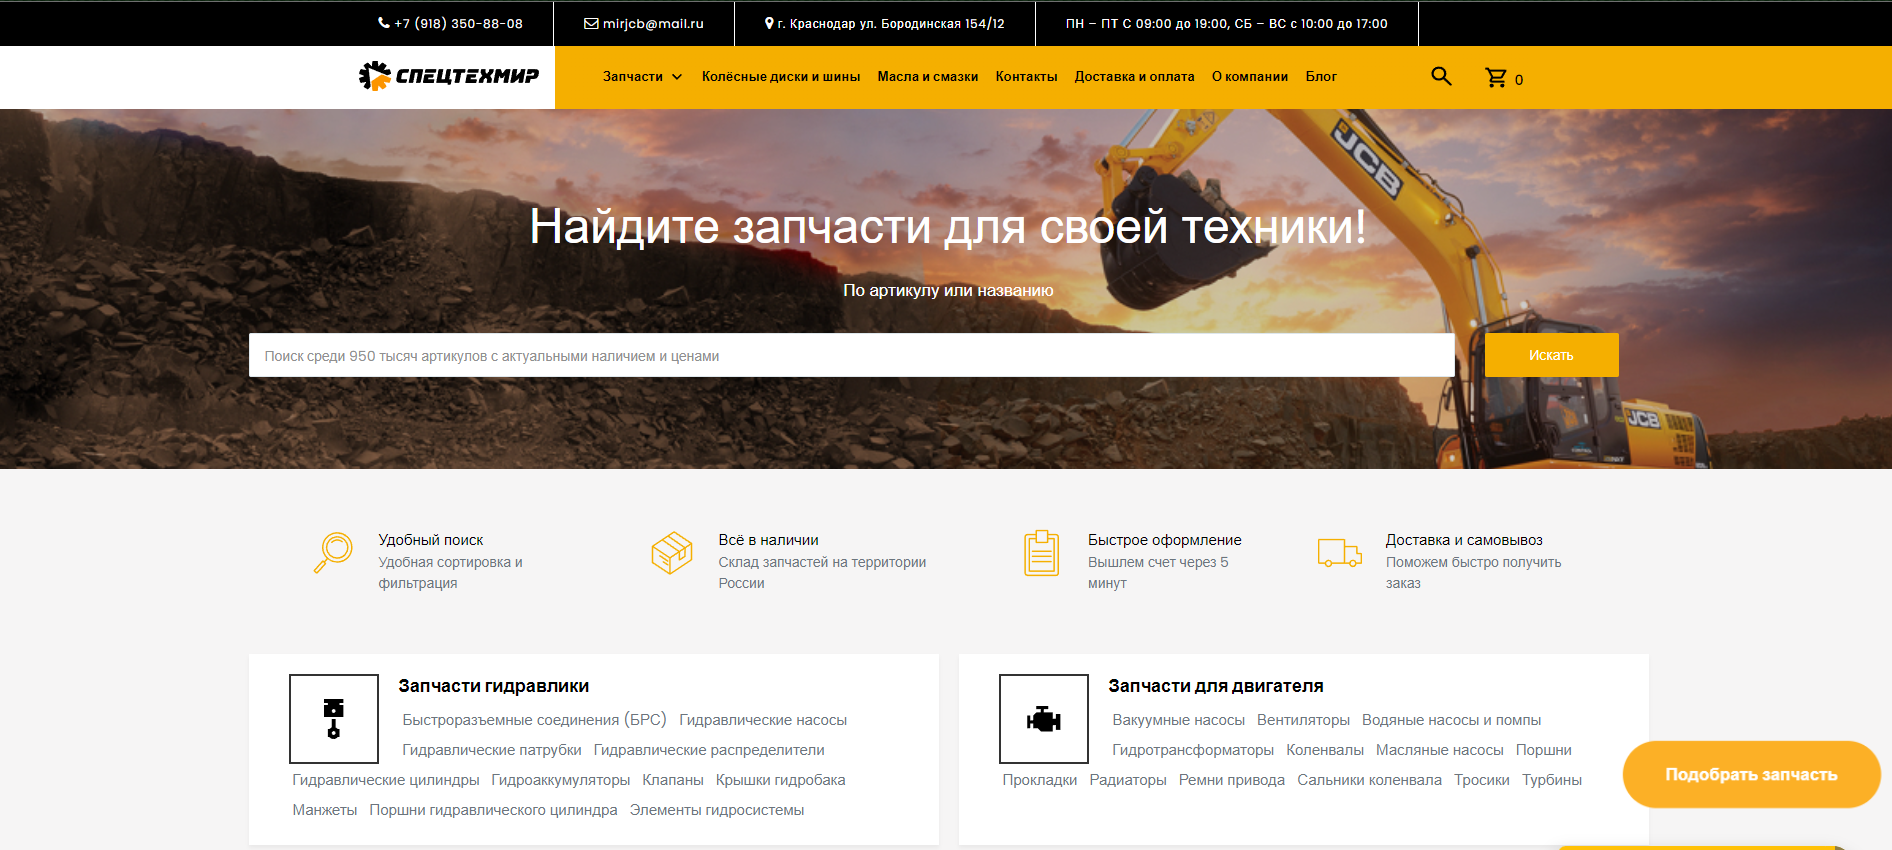 +7 (918) 350-88-08
mirjcb@mail.ru
г. Краснодар ул. Бородинская 154/12
ПН – ПТ С 09:00 до 19:00, СБ – ВС с 10:00 до 17:00
СПЕЦТЕХМИР
Запчасти
Колёсные диски и шины
Масла и смазки
Контакты
Доставка и оплата
О компании
Блог
0
JCB
Найдите запчасти для своей техники!
По артикулу или названию
Поиск среди 950 тысяч артикулов с актуальными наличием и ценами
Искать
JCB
Удобный поиск
Удобная сортировка и
фильтрация
Всё в наличии
Склад запчастей на территории
России
Быстрое оформление
Вышлем счет через 5
минут
Доставка и самовывоз
Поможем быстро получить
заказ
Запчасти гидравлики
Быстроразъемные соединения (БРС) Гидравлические насосы
Гидравлические патрубки Гидравлические распределители
Гидравлические цилиндры Гидроаккумуляторы Клапаны Крышки гидробака
Манжеты Поршни гидравлического цилиндра Элементы гидросистемы
Запчасти для двигателя
Вакуумные насосы Вентиляторы Водяные насосы и помпы
Гидротрансформаторы Коленвалы Масляные насосы Поршни
Прокладки Радиаторы Ремни привода Сальники коленвала Тросики Турбины
Подобрать запчасть